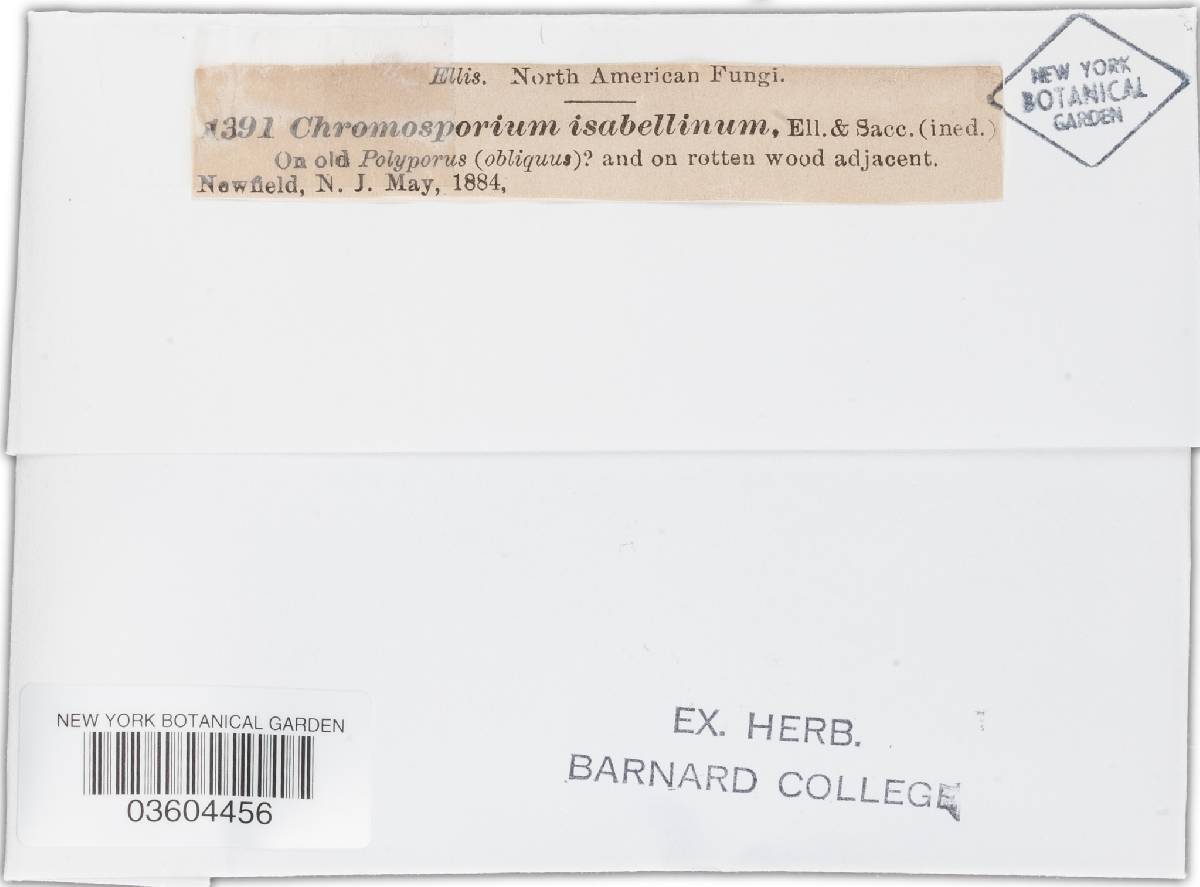 Ellis. North American Fungi.
1391 Chromosporium isabellinum, Ell. & Sacc. (ined.)
On old Polyporus (obliquus)? and on rotten wood adjacent.
Newfield, N. J. May, 1884,
NEW YORK
BOTANICAL
GARDEN
NEW YORK BOTANICAL GARDEN
03604456
EX. HERB.
BARNARD COLLEGE